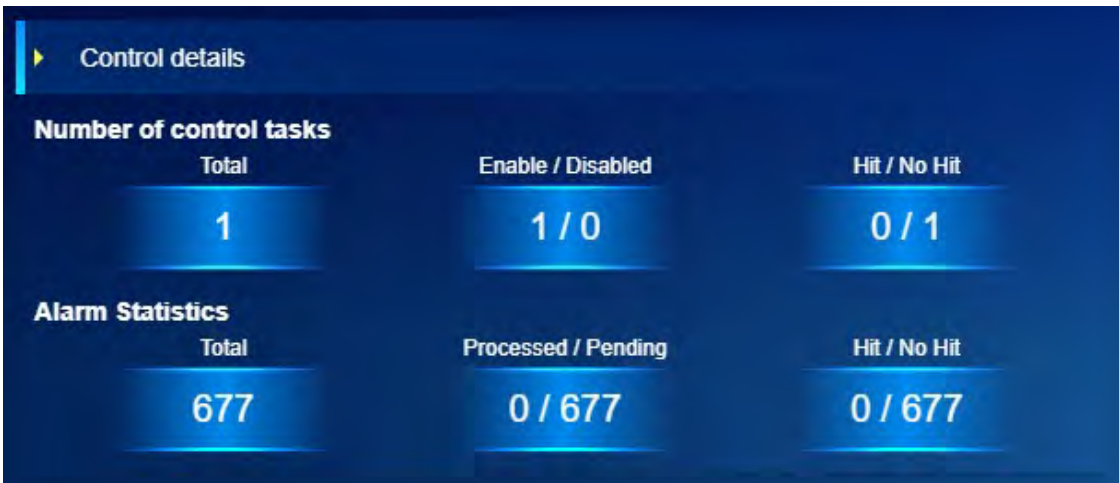 Control details
Number of control tasks
Total Enable / Disabled Hit / No Hit
1 1 / 0 0 / 1
Alarm Statistics
Total Processed / Pending Hit / No Hit
677 0 / 677 0 / 677